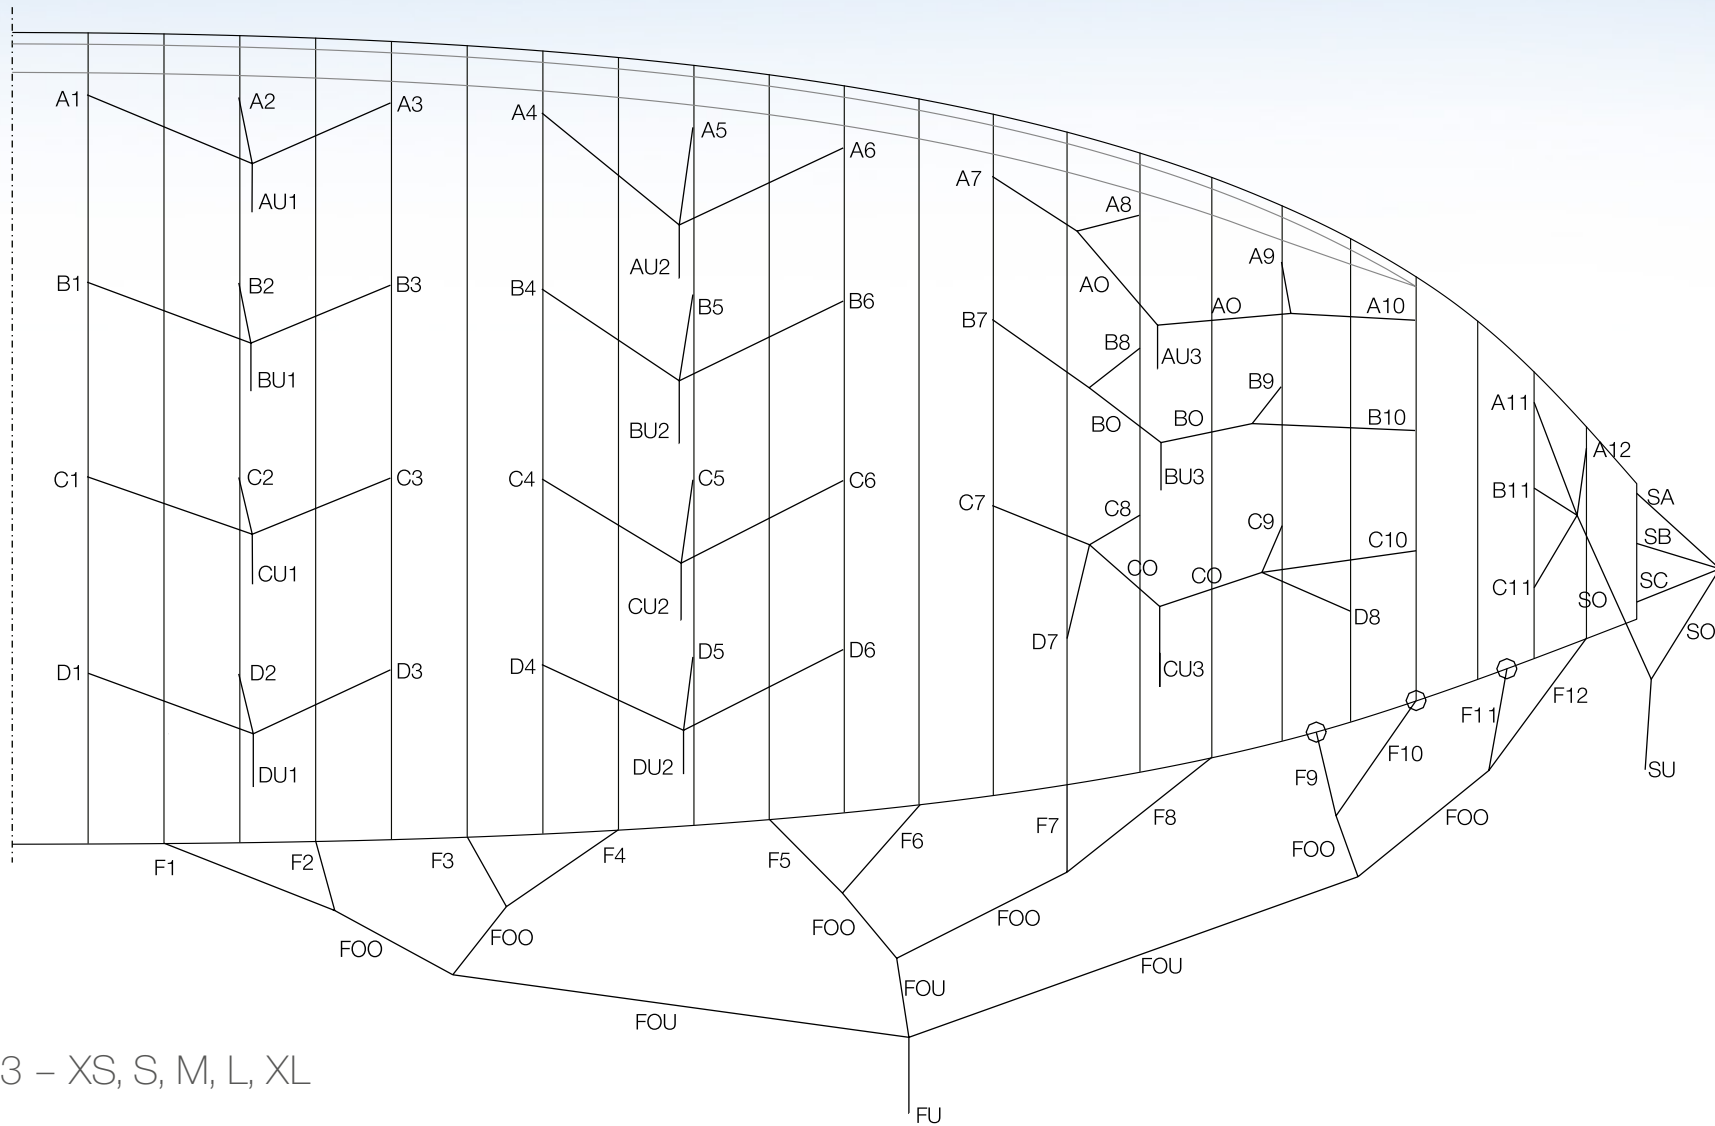 A1 A2 A3 A4 A5 A6
AU1 AU2
A7 A8 A9 A10
AO AO AU3
B1 B2 B3 B4 B5 B6
BU1 BU2
B7 B8 B9 B10
BO BO BU3
A11 A12
B11
C11
SA
SB
SC
SO SO
SU
C1 C2 C3 C4 C5 C6
CU1 CU2
C7 C8 C9 C10
CO CO CU3
D1 D2 D3 D4 D5 D6
DU1 DU2
D7 D8
F1 F2 F3 F4 F5 F6 F7 F8 F9 F10 F11 F12
FOO FOO FOO FOO FOO FOO
FOU FOU FOU
3 – XS, S, M, L, XL
FU